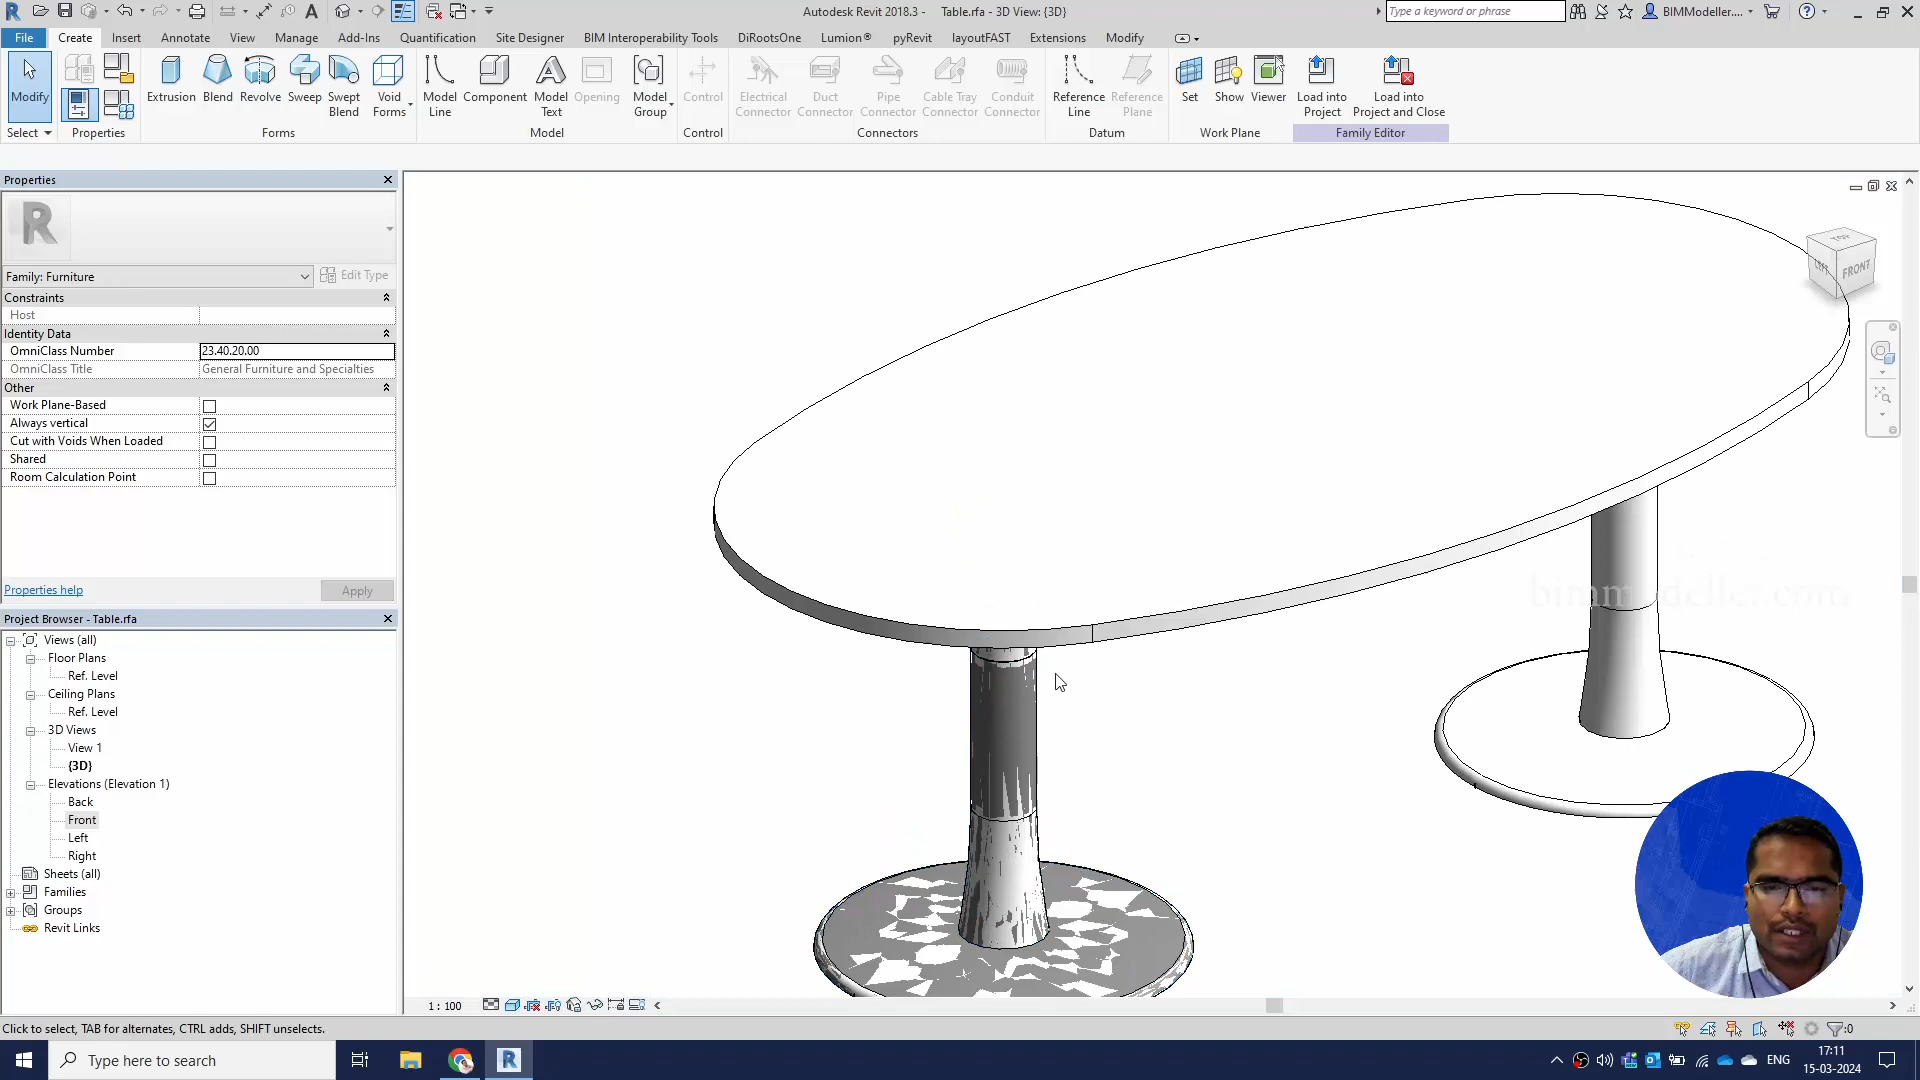 Autodesk Revit 2018.3 - Table.rfa - 3D View: {3D}
Type a keyword or phrase
BIMModeller....
File Create Insert Annotate View Manage Add-Ins Quantification Site Designer BIM Interoperability Tools DiRootsOne Lumion® pyRevit layoutFAST Extensions Modify
Modify
Extrusion Blend Revolve Sweep Swept Blend Void Forms
Model Line Component Model Text Opening Model Group
Control
Electrical Connector Duct Connector Pipe Connector Cable Tray Connector Conduit Connector
Reference Line Reference Plane
Set Show Viewer
Load into Project Load into Project and Close
Select Properties Forms Model Control Connectors Datum Work Plane Family Editor
Properties
Family: Furniture
Edit Type
Constraints
Host
Identity Data
OmniClass Number 23.40.20.00
OmniClass Title General Furniture and Specialties
Other
Work Plane-Based
Always vertical
Cut with Voids When Loaded
Shared
Room Calculation Point
Properties help
Apply
Project Browser - Table.rfa
Views (all)
Floor Plans
Ref. Level
Ceiling Plans
Ref. Level
3D Views
View 1
{3D}
Elevations (Elevation 1)
Back
Front
Left
Right
Sheets (all)
Families
Groups
Revit Links
TOP
LEFT
FRONT
bimmodeller.com
1 : 100
Click to select, TAB for alternates, CTRL adds, SHIFT unselects.
:0
Type here to search
ENG
17:11
15-03-2024